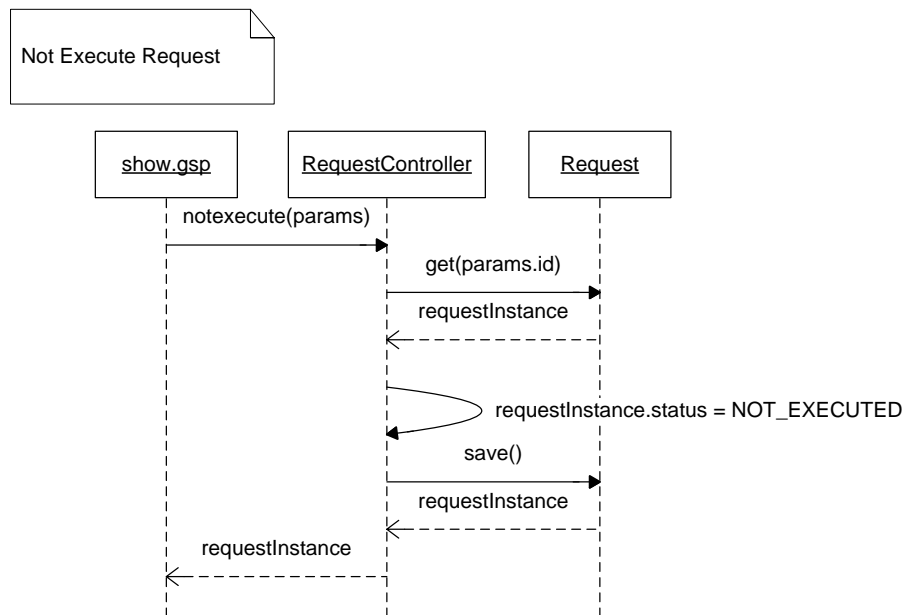 Not Execute Request
show.gsp
RequestController
Request
notexecute(params)
get(params.id)
requestInstance
requestInstance.status = NOT_EXECUTED
save()
requestInstance
requestInstance